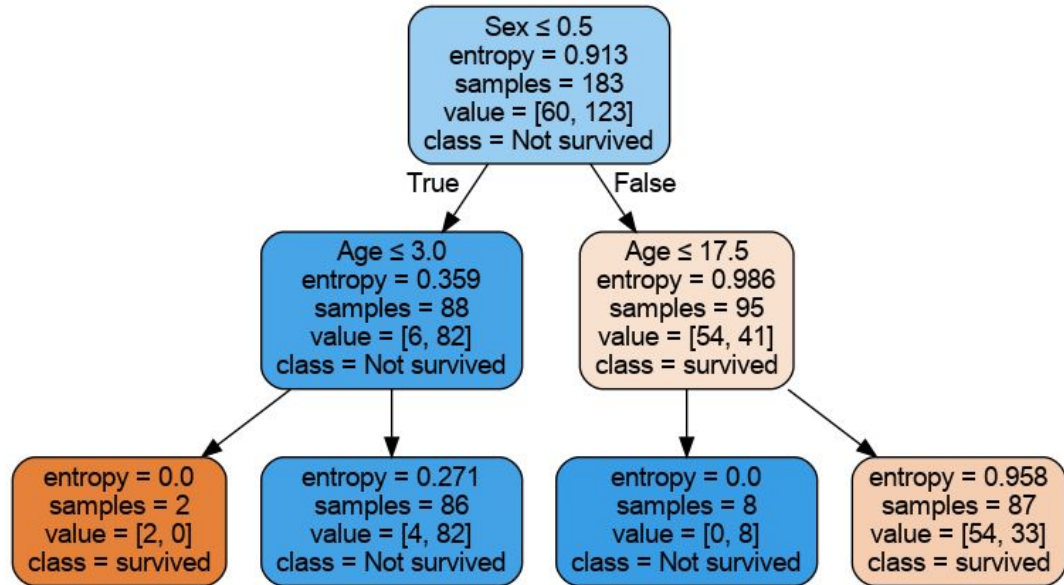 Sex ≤ 0.5
entropy = 0.913
samples = 183
value = [60, 123]
class = Not survived
True
False
Age ≤ 3.0
entropy = 0.359
samples = 88
value = [6, 82]
class = Not survived
Age ≤ 17.5
entropy = 0.986
samples = 95
value = [54, 41]
class = survived
entropy = 0.0
samples = 2
value = [2, 0]
class = survived
entropy = 0.271
samples = 86
value = [4, 82]
class = Not survived
entropy = 0.0
samples = 8
value = [0, 8]
class = Not survived
entropy = 0.958
samples = 87
value = [54, 33]
class = survived